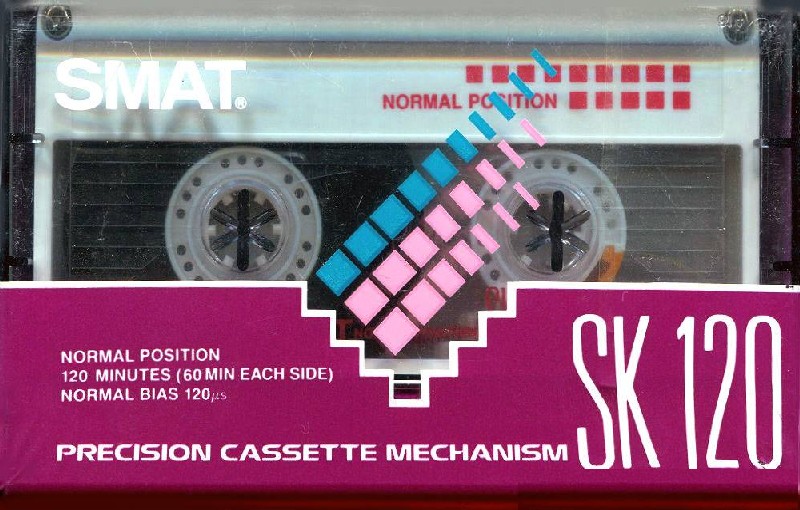 SMAT®
NORMAL POSITION
NORMAL POSITION
120 MINUTES (60 MIN EACH SIDE)
NORMAL BIAS 120µs
SK 120
PRECISION CASSETTE MECHANISM